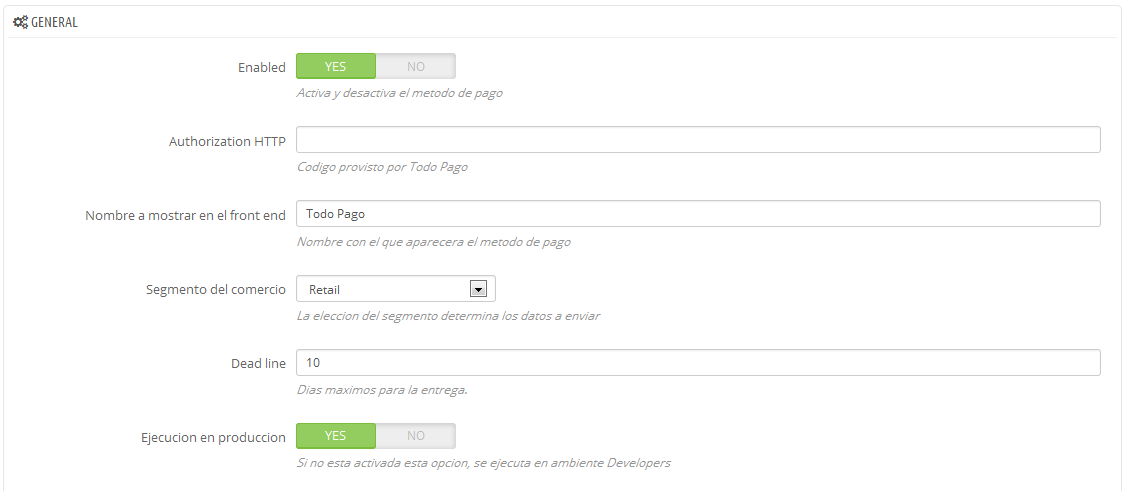 GENERAL
Enabled YES NO
Activa y desactiva el metodo de pago
Authorization HTTP
Codigo provisto por Todo Pago
Nombre a mostrar en el front end Todo Pago
Nombre con el que aparecera el metodo de pago
Segmento del comercio Retail
La eleccion del segmento determina los datos a enviar
Dead line 10
Dias maximos para la entrega.
Ejecucion en produccion YES NO
Si no esta activada esta opcion, se ejecuta en ambiente Developers